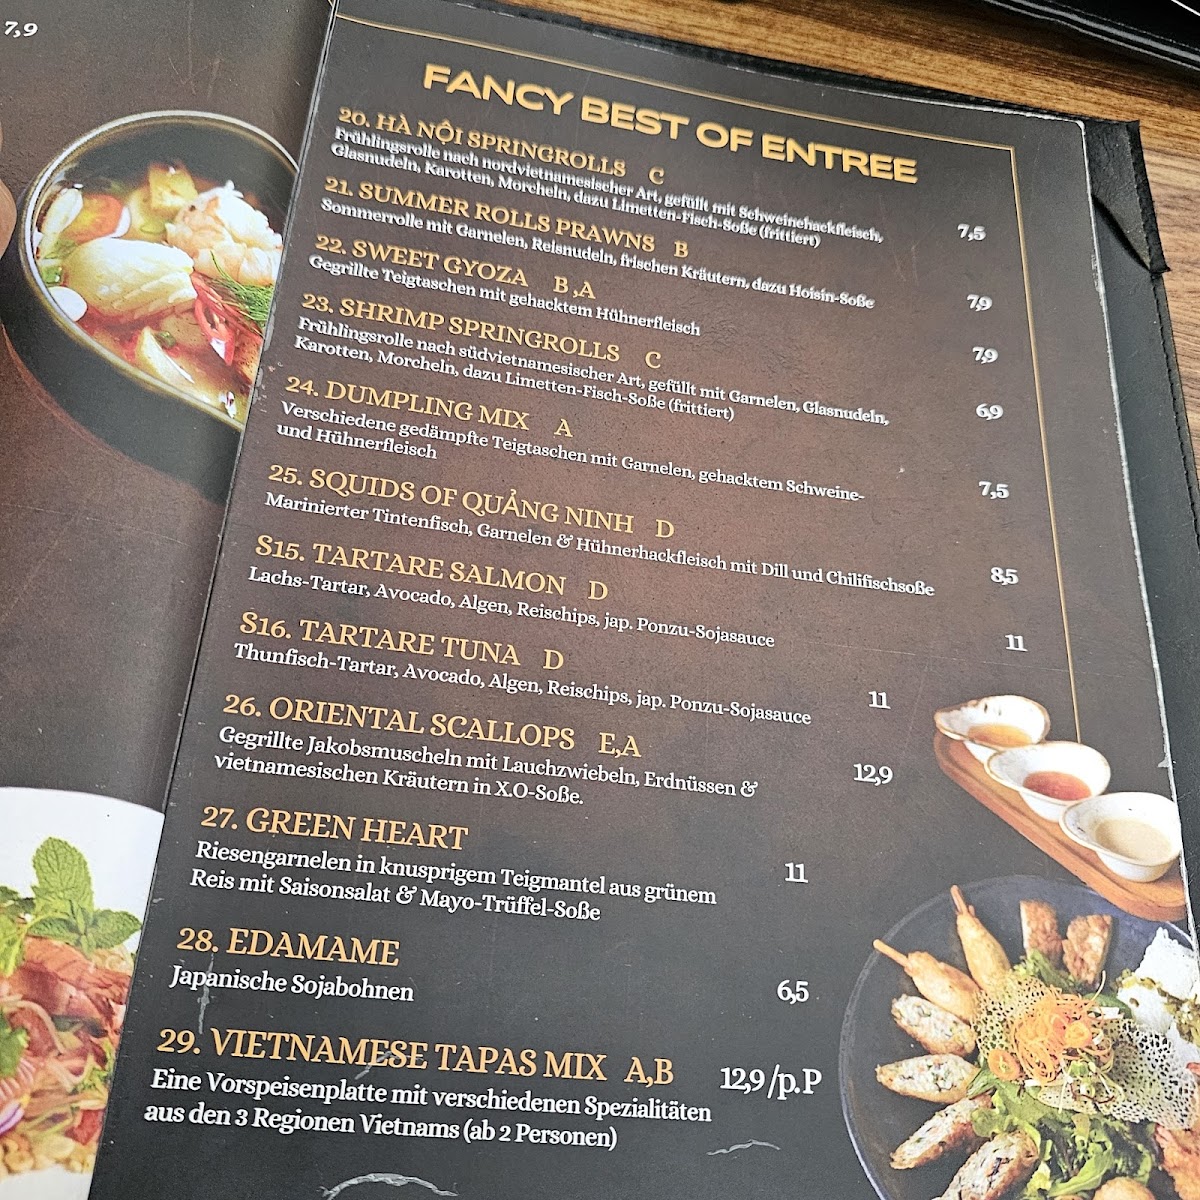 7,9
FANCY BEST OF ENTREE
20. HÀ NỘI SPRINGROLLS C
Frühlingsrolle nach nordvietnamesischer Art, gefüllt mit Schweinehackfleisch,
Glasnudeln, Karotten, Morcheln, dazu Limetten-Fisch-Soße (frittiert)
7,5
21. SUMMER ROLLS PRAWNS B
Sommerrolle mit Garnelen, Reisnudeln, frischen Kräutern, dazu Hoisin-Soße
7,9
22. SWEET GYOZA B ,A
Gegrillte Teigtaschen mit gehacktem Hühnerfleisch
7,9
23. SHRIMP SPRINGROLLS C
Frühlingsrolle nach südvietnamesischer Art, gefüllt mit Garnelen, Glasnudeln,
Karotten, Morcheln, dazu Limetten-Fisch-Soße (frittiert)
6,9
24. DUMPLING MIX A
Verschiedene gedämpfte Teigtaschen mit Garnelen, gehacktem Schweine-
und Hühnerfleisch
7,5
25. SQUIDS OF QUẢNG NINH D
Marinierter Tintenfisch, Garnelen & Hühnerhackfleisch mit Dill und Chilifischsoße
8,5
S15. TARTARE SALMON D
Lachs-Tartar, Avocado, Algen, Reischips, jap. Ponzu-Sojasauce
11
S16. TARTARE TUNA D
Thunfisch-Tartar, Avocado, Algen, Reischips, jap. Ponzu-Sojasauce
11
26. ORIENTAL SCALLOPS E,A
Gegrillte Jakobsmuscheln mit Lauchzwiebeln, Erdnüssen &
vietnamesischen Kräutern in X.O-Soße.
12,9
27. GREEN HEART
Riesengarnelen in knusprigem Teigmantel aus grünem
Reis mit Saisonsalat & Mayo-Trüffel-Soße
11
28. EDAMAME
Japanische Sojabohnen
6,5
29. VIETNAMESE TAPAS MIX A,B
12,9/p.P
Eine Vorspeisenplatte mit verschiedenen Spezialitäten
aus den 3 Regionen Vietnams (ab 2 Personen)